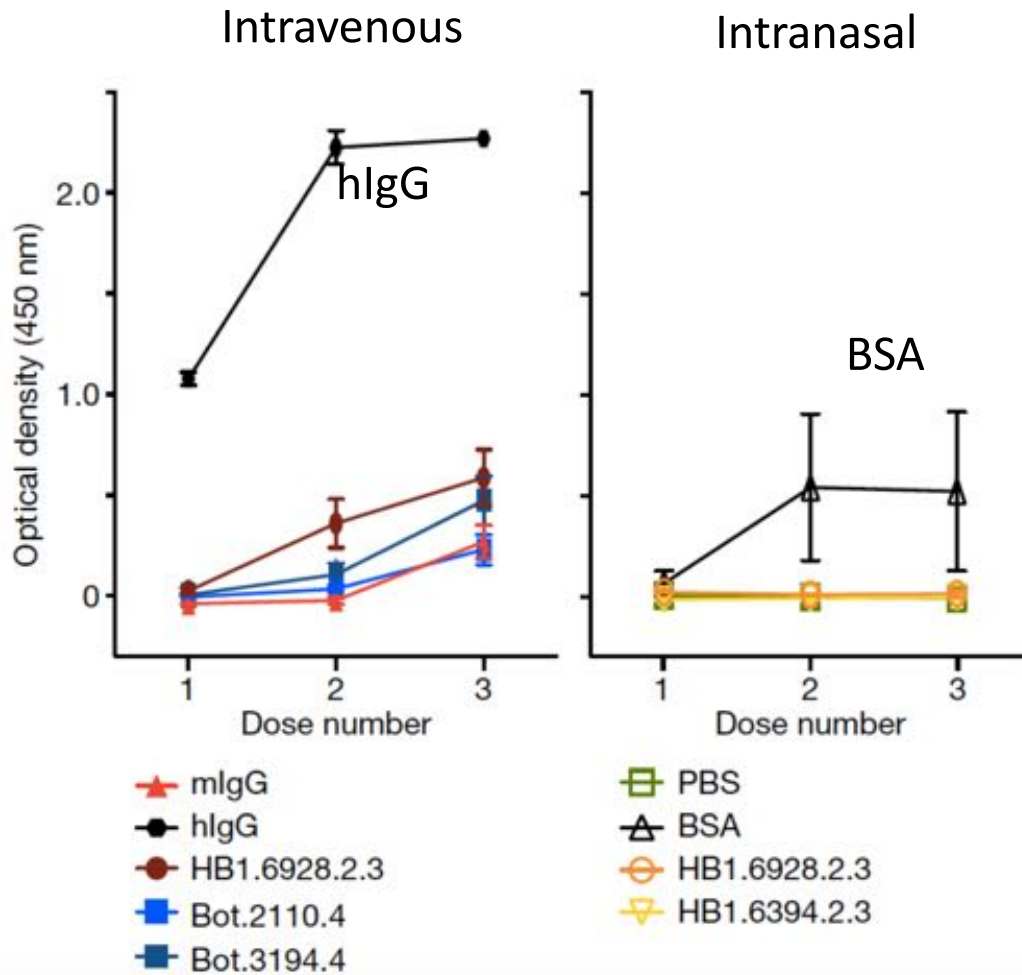 Intravenous
Intranasal
Optical density (450 nm)
2.0
1.0
0
hIgG
BSA
1 2 3
Dose number
1 2 3
Dose number
mIgG
hIgG
HB1.6928.2.3
Bot.2110.4
Bot.3194.4
PBS
BSA
HB1.6928.2.3
HB1.6394.2.3